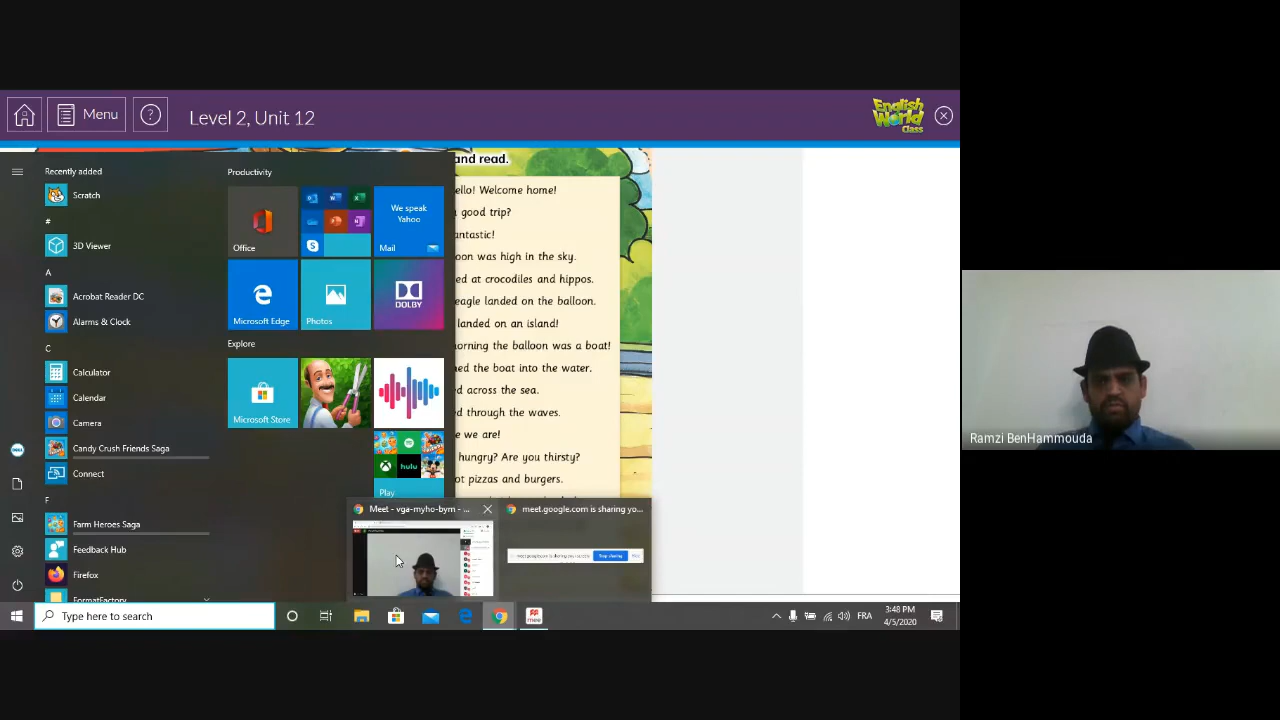 Menu
?
Level 2, Unit 12
English
World
Class
and read.
Recently added
Scratch
#
3D Viewer
A
Acrobat Reader DC
Alarms & Clock
C
Calculator
Calendar
Camera
Candy Crush Friends Saga
Connect
F
Farm Heroes Saga
Feedback Hub
Firefox
FormatFactory
Productivity
Office
We speak
Yahoo
Mail
Microsoft Edge
Photos
DOLBY
Explore
Microsoft Store
hulu
Play
ello! Welcome home!
good trip?
antastic!
oon was high in the sky.
ed at crocodiles and hippos.
eagle landed on the balloon.
landed on an island!
orning the balloon was a boat!
ned the boat into the water.
ed across the sea.
ed through the waves.
e we are!
hungry? Are you thirsty?
ot pizzas and burgers.
Meet - vga-myho-bym - ...
meet.google.com is sharing yo...
Stop sharing
Hide
Type here to search
FRA
3:48 PM
4/5/2020
Ramzi BenHammouda